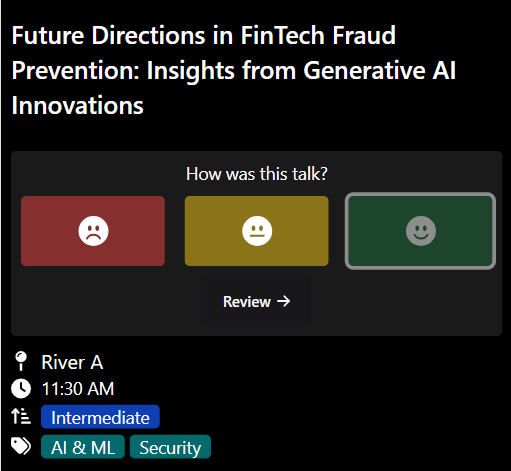 Future Directions in FinTech Fraud
Prevention: Insights from Generative AI
Innovations
How was this talk?
Review →
River A
11:30 AM
Intermediate
AI & ML Security